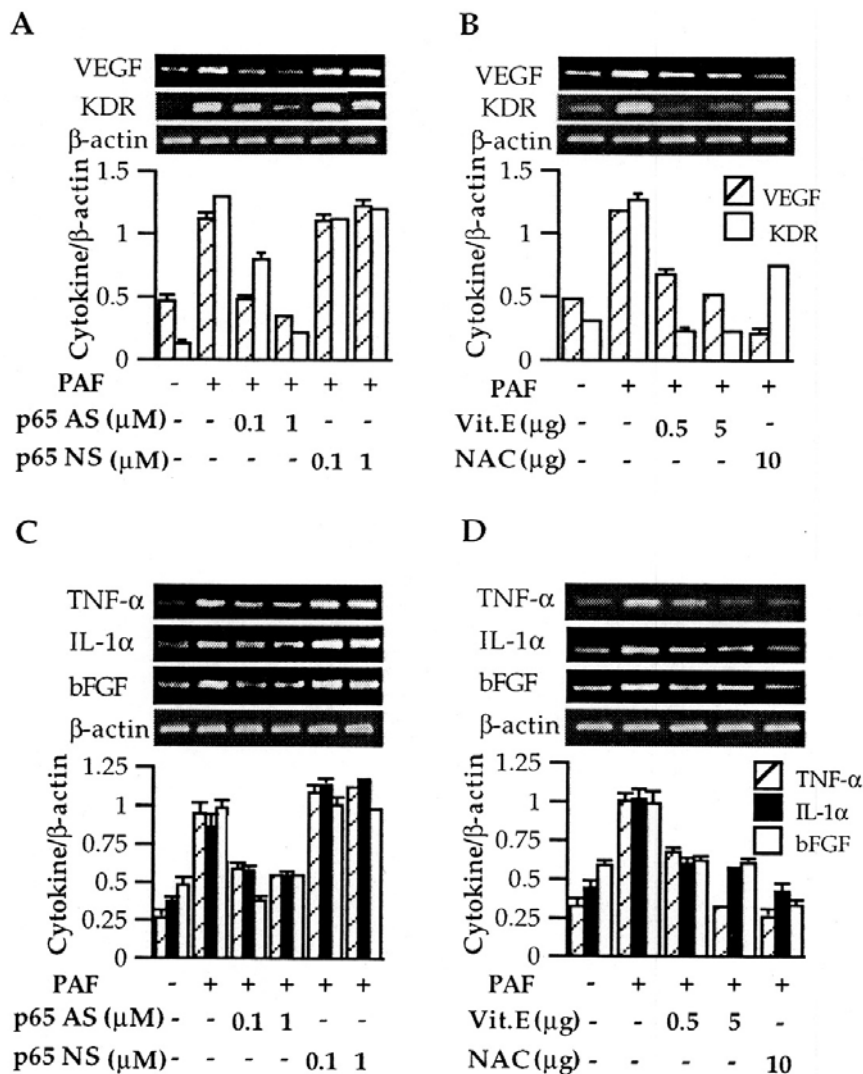 A
VEGF
KDR
β-actin
Cytokine/β-actin
1.5
1
0.5
0
PAF - + + + + +
p65 AS (μM) - - 0.1 1 - -
p65 NS (μM) - - - - 0.1 1
B
VEGF
KDR
β-actin
Cytokine/β-actin
1.5
1
0.5
0
VEGF
KDR
PAF - + + + +
Vit.E (μg) - - 0.5 5 -
NAC (μg) - - - - 10
C
TNF-α
IL-1α
bFGF
β-actin
Cytokine/β-actin
1.25
1
0.75
0.5
0.25
0
PAF - + + + + +
p65 AS (μM) - - 0.1 1 - -
p65 NS (μM) - - - - 0.1 1
D
TNF-α
IL-1α
bFGF
β-actin
Cytokine/β-actin
1.25
1
0.75
0.5
0.25
0
TNF-α
IL-1α
bFGF
PAF - + + + +
Vit.E (μg) - - 0.5 5 -
NAC (μg) - - - - 10